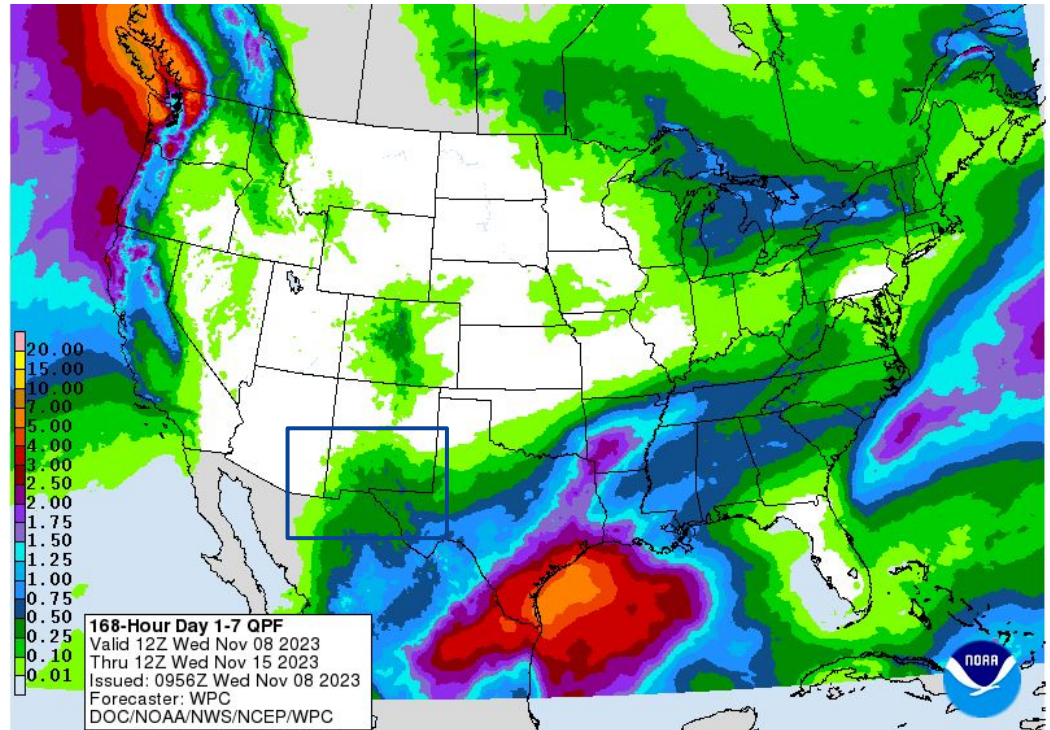 20.00
15.00
10.00
7.00
5.00
4.00
3.00
2.50
2.00
1.75
1.50
1.25
1.00
0.75
0.50
0.25
0.10
0.01
168-Hour Day 1-7 QPF
Valid 12Z Wed Nov 08 2023
Thru 12Z Wed Nov 15 2023
Issued: 0956Z Wed Nov 08 2023
Forecaster: WPC
DOC/NOAA/NWS/NCEP/WPC
NOAA